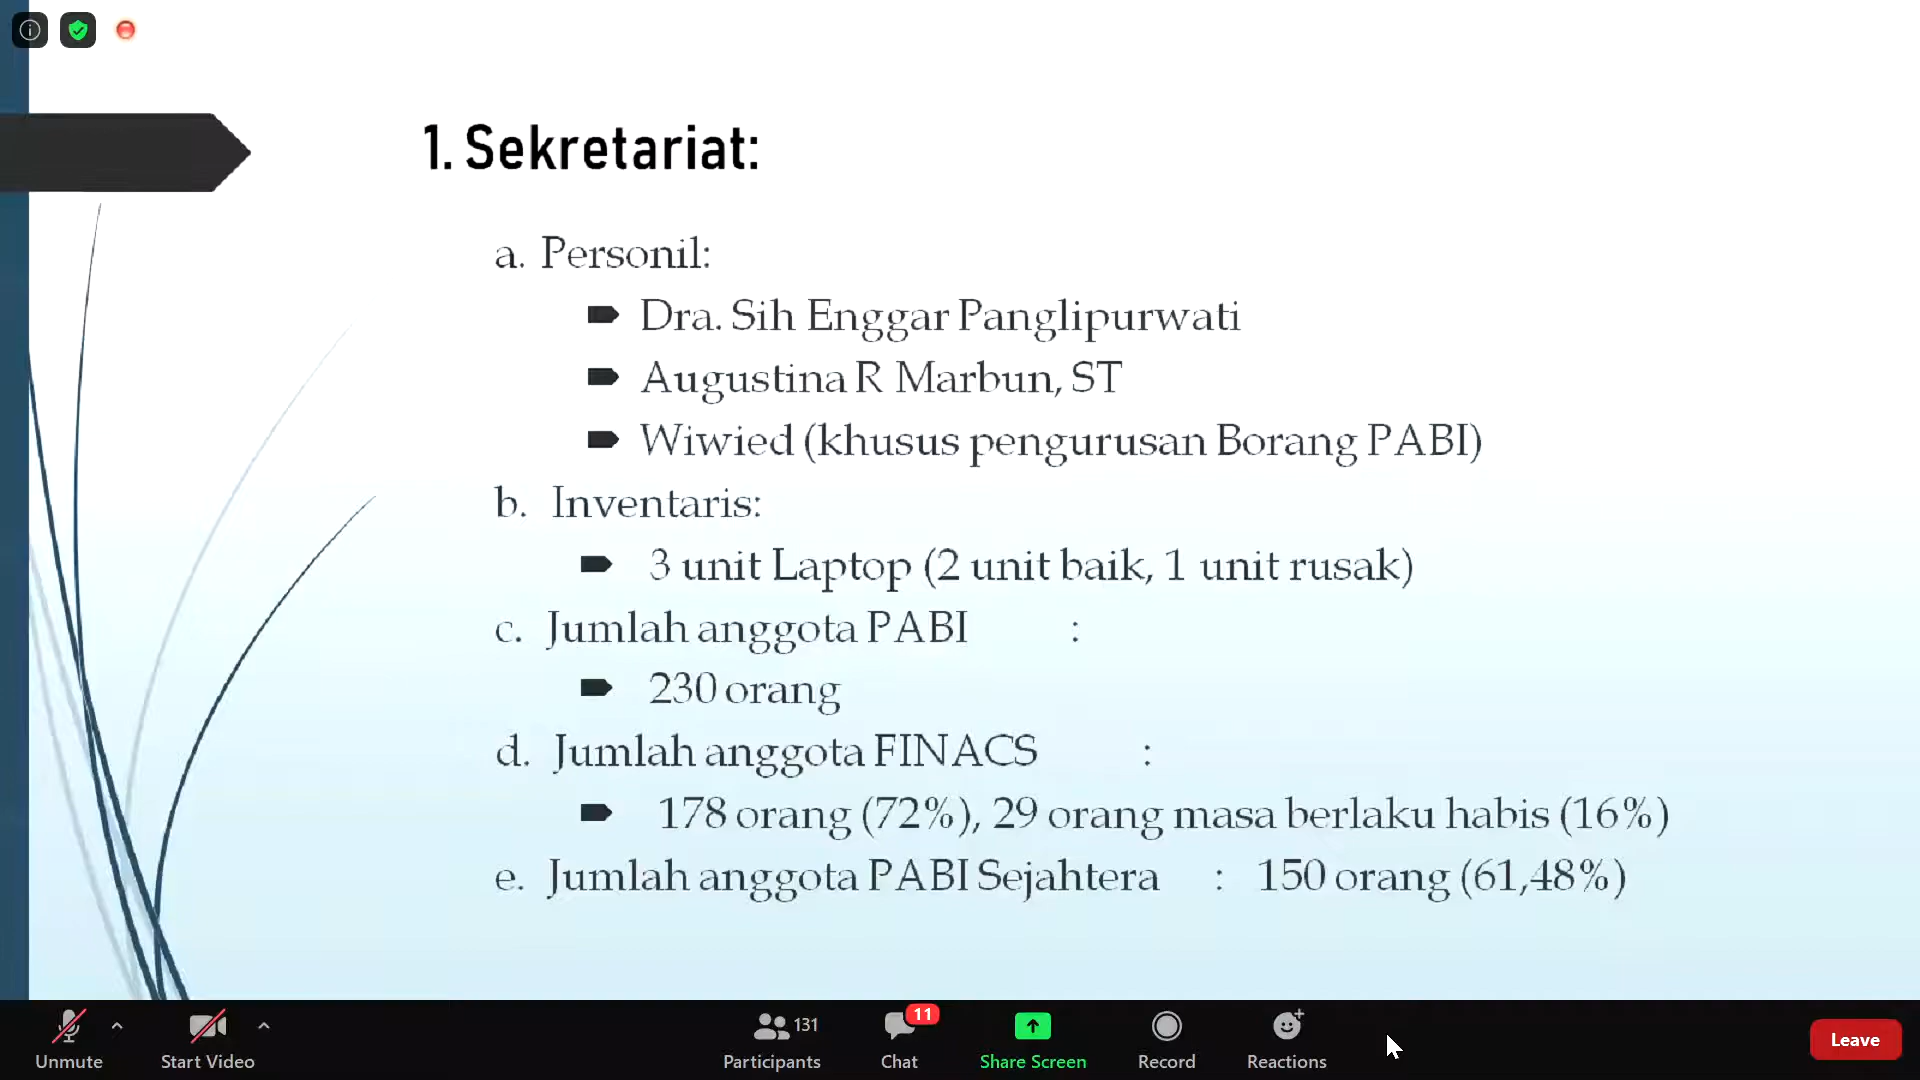 1. Sekretariat:
a. Personil:
Dra. Sih Enggar Panglipurwati
Augustina R Marbun, ST
Wiwied (khusus pengurusan Borang PABI)
b. Inventaris:
3 unit Laptop (2 unit baik, 1 unit rusak)
c. Jumlah anggota PABI :
230 orang
d. Jumlah anggota FINACS :
178 orang (72%), 29 orang masa berlaku habis (16%)
e. Jumlah anggota PABI Sejahtera : 150 orang (61,48%)
131
11
Unmute
Start Video
Participants
Chat
Share Screen
Record
Reactions
Leave